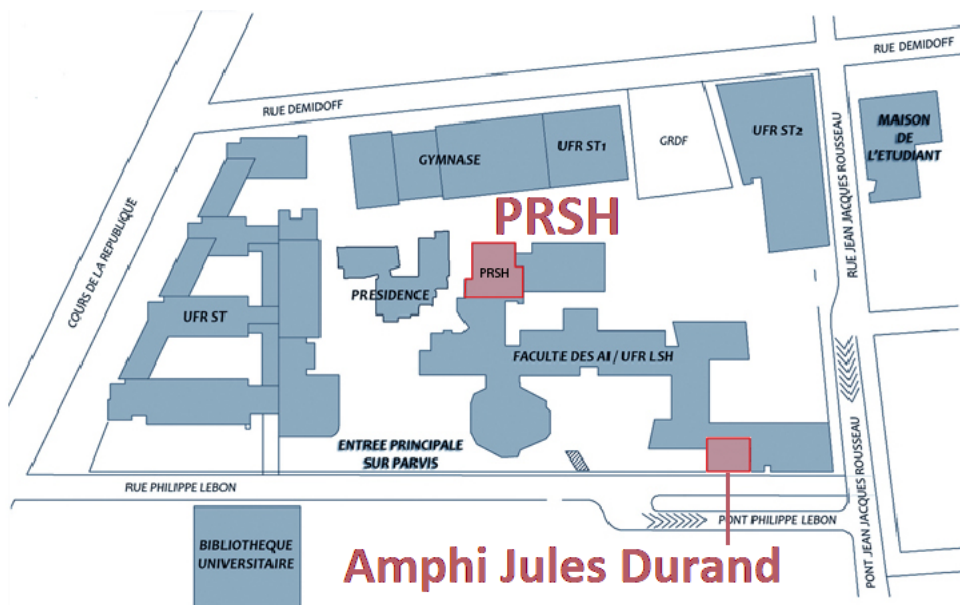 RUE DEMIDOFF
RUE DEMIDOFF
MAISON
DE
L'ETUDIANT
UFR ST2
GRDF
UFR ST1
GYMNASE
RUE JEAN JACQUES ROUSSEAU
COURS DE LA REPUBLIQUE
PRSH
PRSH
PRESIDENCE
UFR ST
FACULTE DES AI / UFR LSH
ENTREE PRINCIPALE
SUR PARVIS
RUE PHILIPPE LEBON
PONT PHILIPPE LEBON
PONT JEAN JACQUES ROUSSEAU
BIBLIOTHEQUE
UNIVERSITAIRE
Amphi Jules Durand